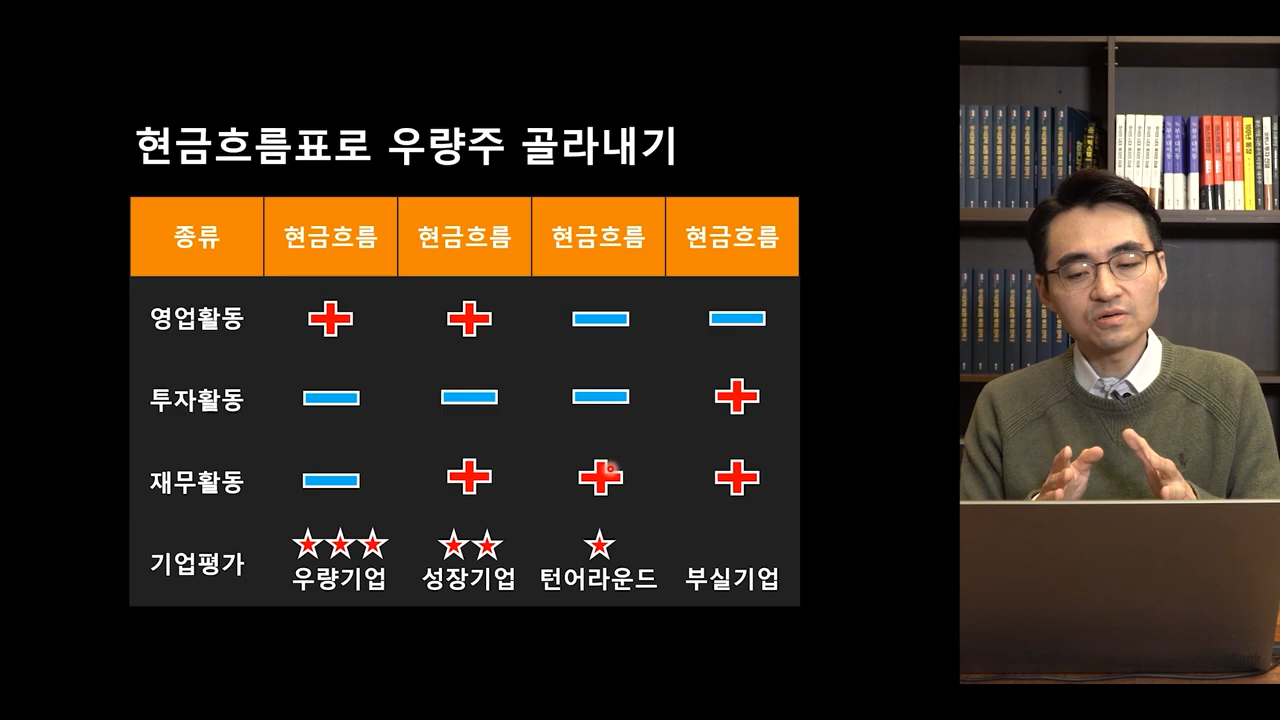 현금흐름표로 우량주 골라내기
종류 현금흐름 현금흐름 현금흐름 현금흐름
영업활동
투자활동
재무활동
기업평가
우량기업 성장기업 턴어라운드 부실기업